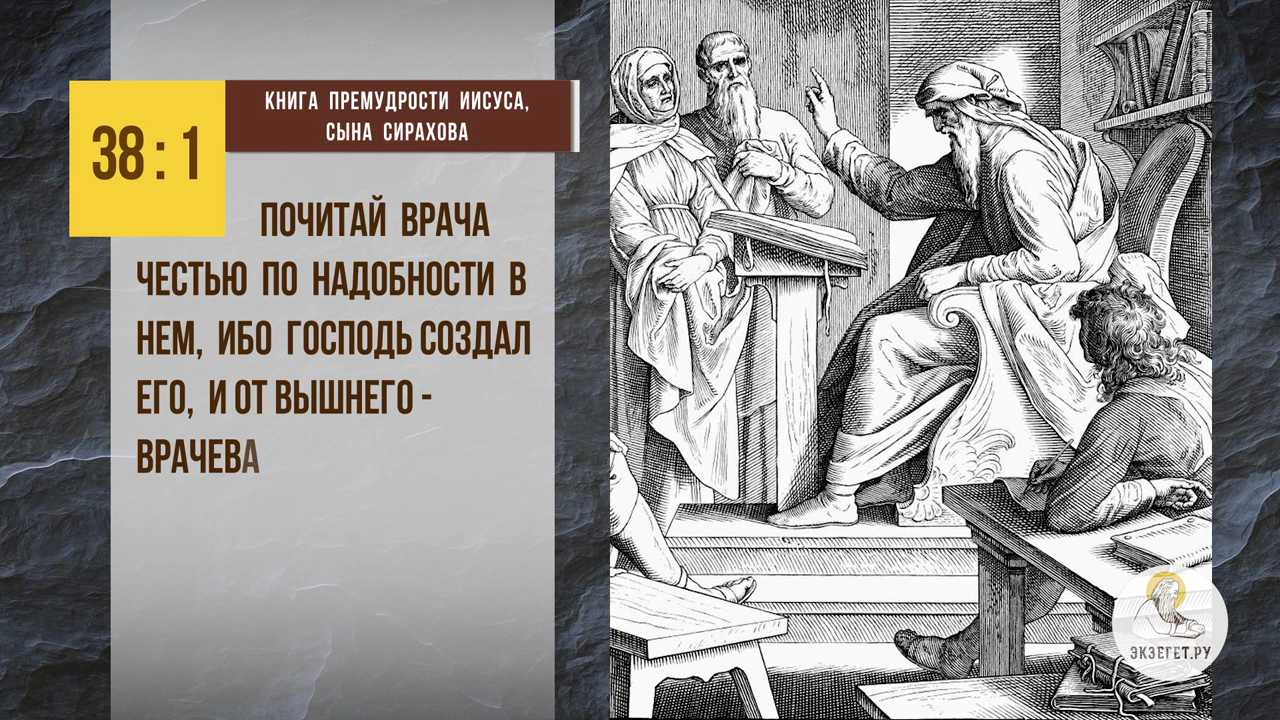 38 : 1
КНИГА ПРЕМУДРОСТИ ИИСУСА,
СЫНА СИРАХОВА
ПОЧИТАЙ ВРАЧА
ЧЕСТЬЮ ПО НАДОБНОСТИ В
НЕМ, ИБО ГОСПОДЬ СОЗДАЛ
ЕГО, И ОТ ВЫШНЕГО -
ВРАЧЕВА
ЭКЗЕГЕТ.РУ